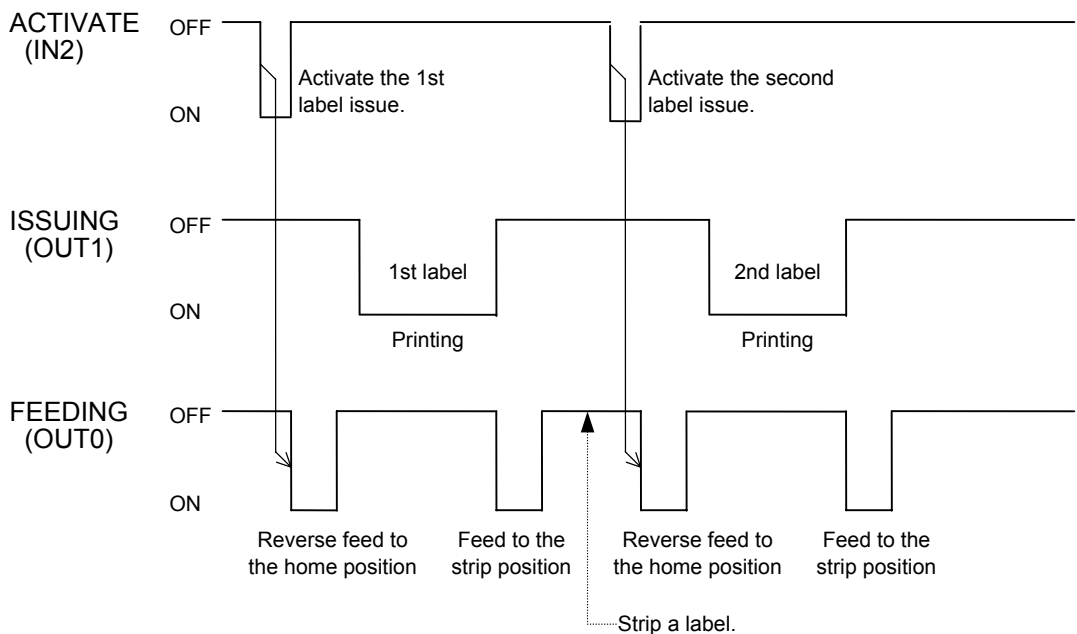 ACTIVATE
(IN2)
OFF
ON
Activate the 1st
label issue.
Activate the second
label issue.
ISSUING
(OUT1)
OFF
ON
1st label
Printing
2nd label
Printing
FEEDING
(OUT0)
OFF
ON
Reverse feed to
the home position
Feed to the
strip position
Reverse feed to
the home position
Feed to the
strip position
Strip a label.